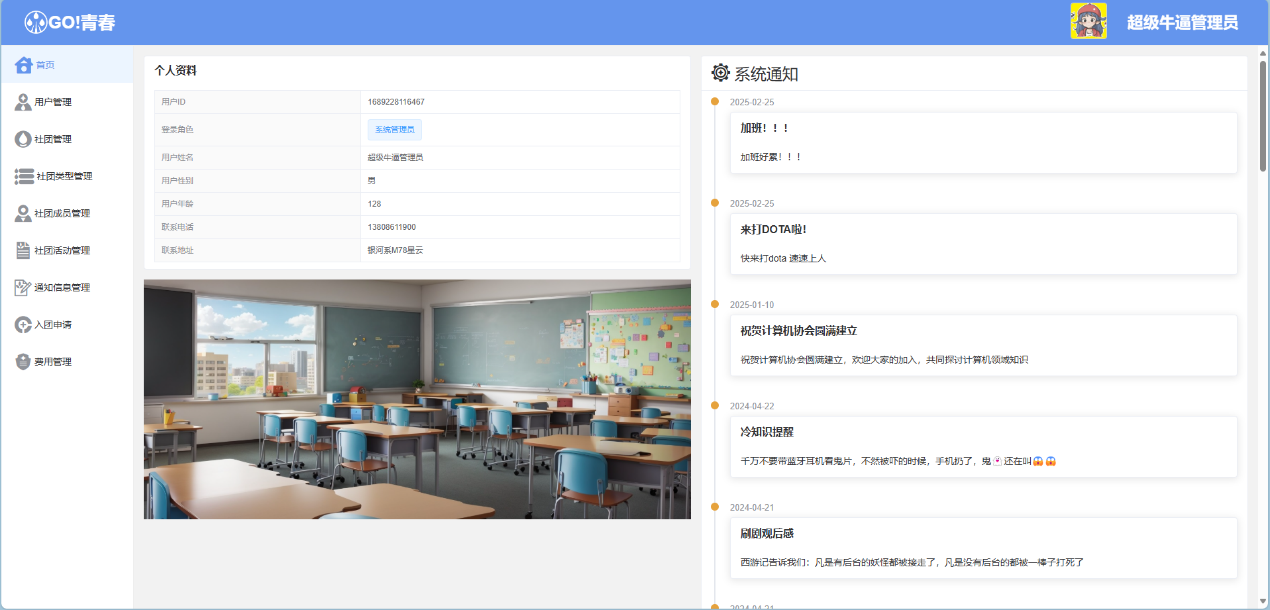 GO!青春
超级牛逼管理员
首页
用户管理
社团管理
社团类型管理
社团成员管理
社团活动管理
通知信息管理
入团申请
费用管理
个人资料
用户ID 1689228116467
登录角色 系统管理员
用户姓名 超级牛逼管理员
用户性别 男
用户年龄 128
联系电话 13808611900
联系地址 银河系M78星云
系统通知
2025-02-25
加班！！！
加班好累！！！
2025-02-25
来打DOTA啦!
快来打dota 速速上人
2025-01-10
祝贺计算机协会圆满建立
祝贺计算机协会圆满建立，欢迎大家的加入，共同探讨计算机领域知识
2024-04-22
冷知识提醒
千万不要带蓝牙耳机看鬼片，不然被吓的时候，手机扔了，鬼👻还在叫😱😱
2024-04-21
刷剧观后感
西游记告诉我们：凡是有后台的妖怪都被接走了，凡是没有后台的都被一棒子打死了
2024-04-21